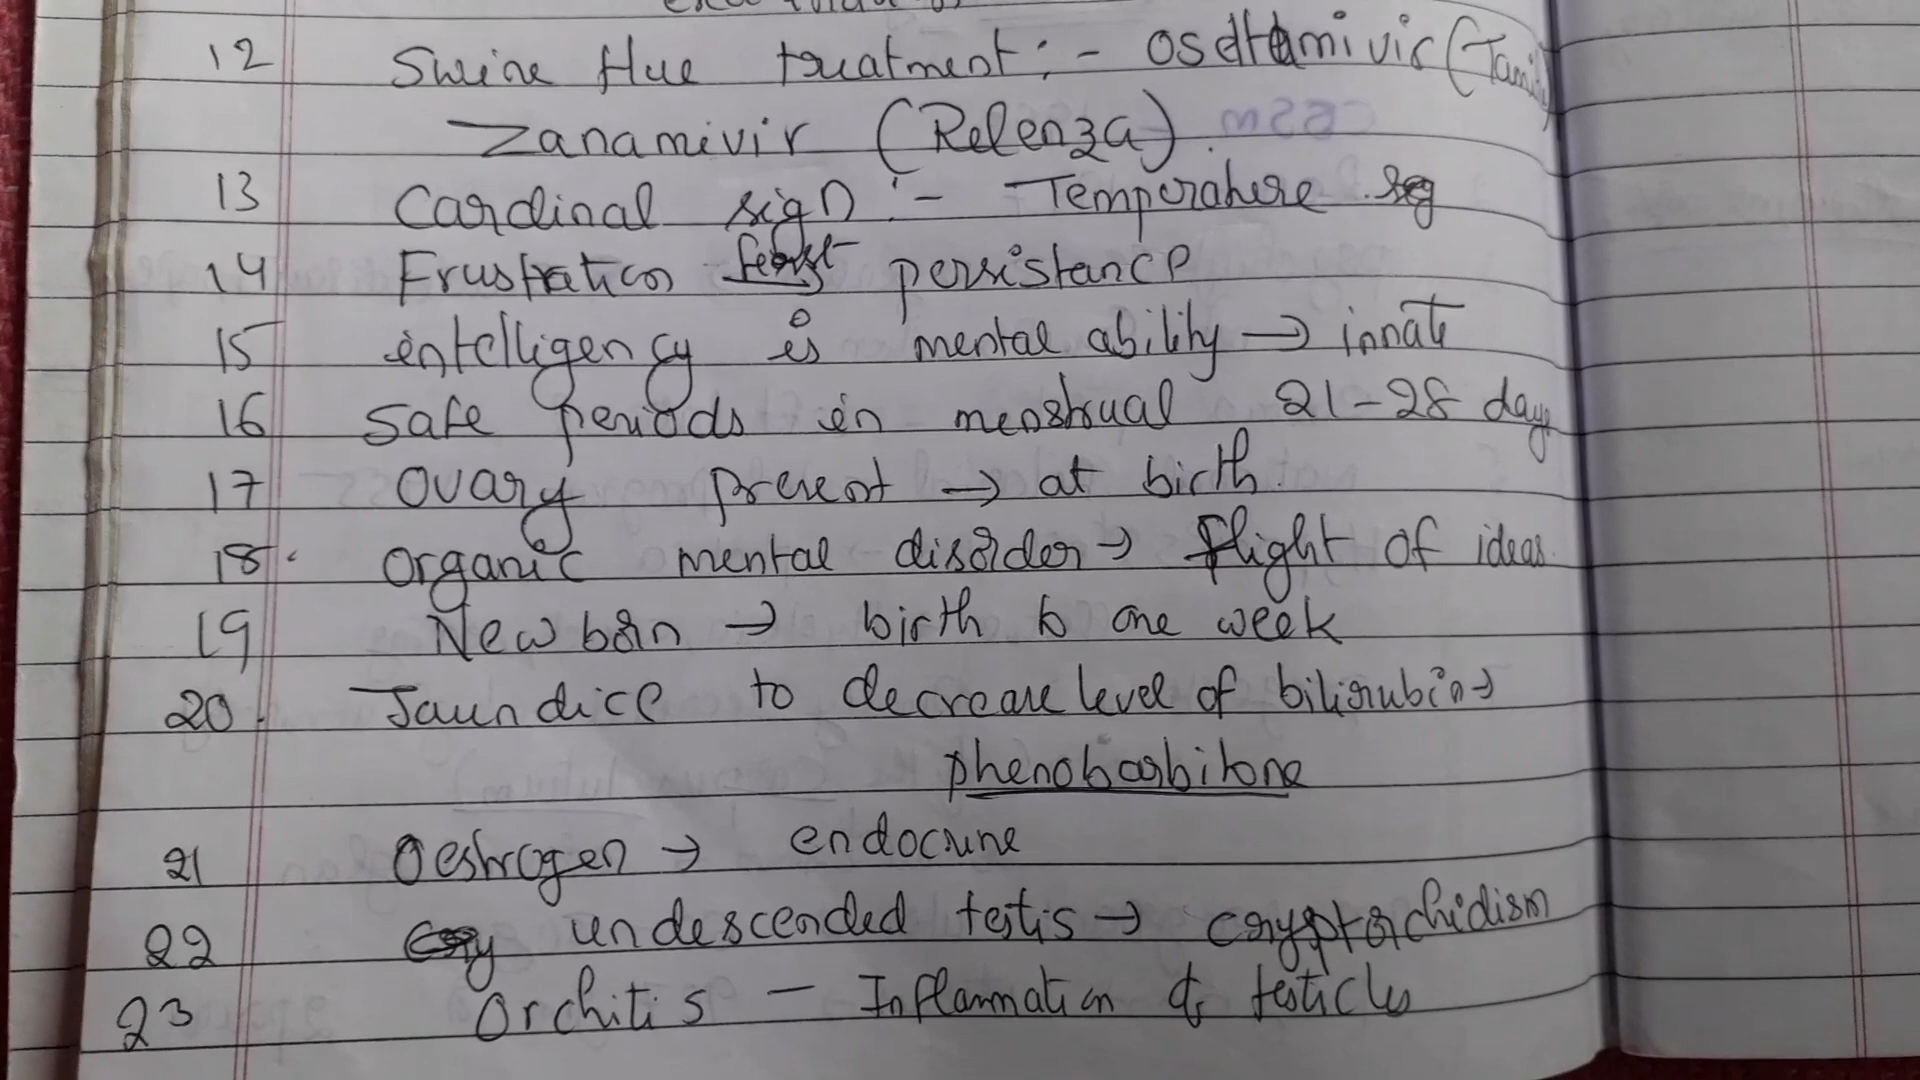 12 Swine flue treatment :- Oseltamivir (Tami
Zanamivir (Relenza).
13 Cardinal sign :- Temperature
14 Frustration persistance
15 intelligency is mental ability → innate
16 Safe periods in menstrual 21-28 days
17 Ovary present → at birth.
18. Organic mental disorder → flight of ideas.
19 New born → birth to one week
20. Jaundice to decrease level of bilirubin →
phenobarbitone
21 Oestrogen → endocrine
22 undescended testis → cryptorchidism
23 Orchitis - Inflammation of testicles